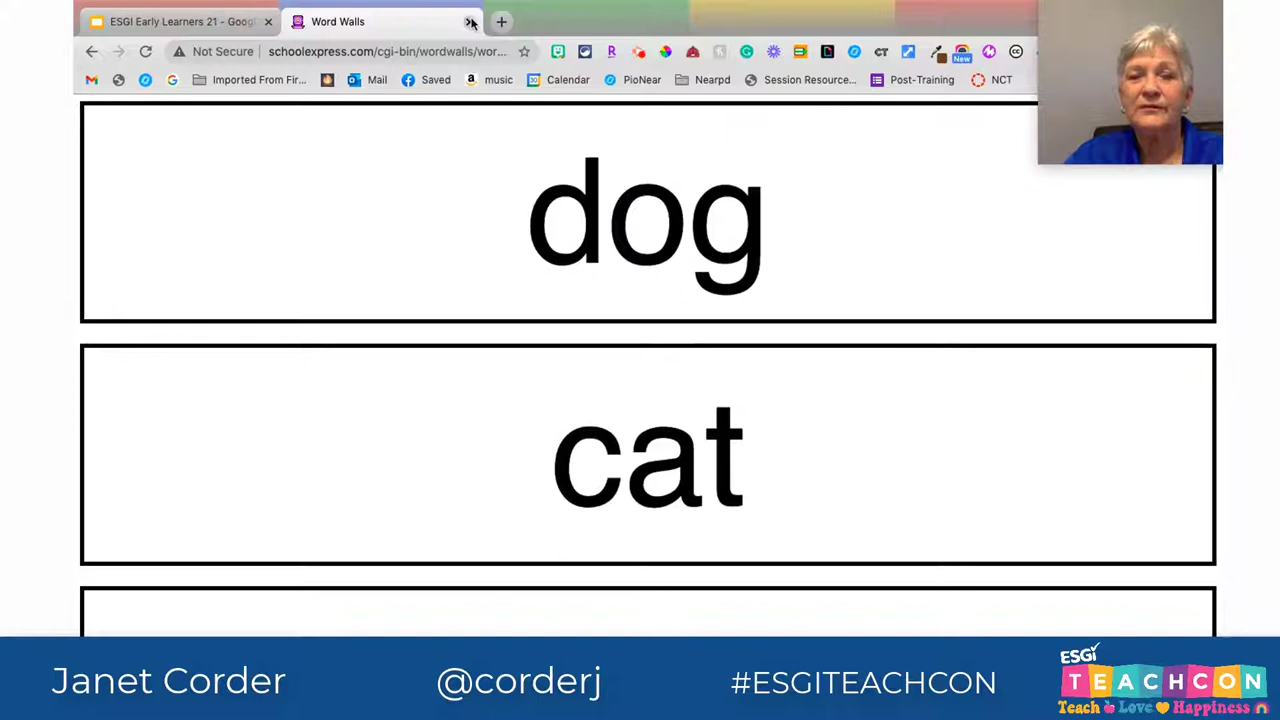 ESGI Early Learners 21 - Goog
Word Walls
Not Secure
schoolexpress.com/cgi-bin/wordwalls/wor...
New
Imported From Fir...
Mail
Saved
music
Calendar
PioNear
Nearpd
Session Resource...
Post-Training
NCT
dog
cat
Janet Corder
@corderj
#ESGITEACHCON
ESGI
TEACHCON
Teach Love Happiness